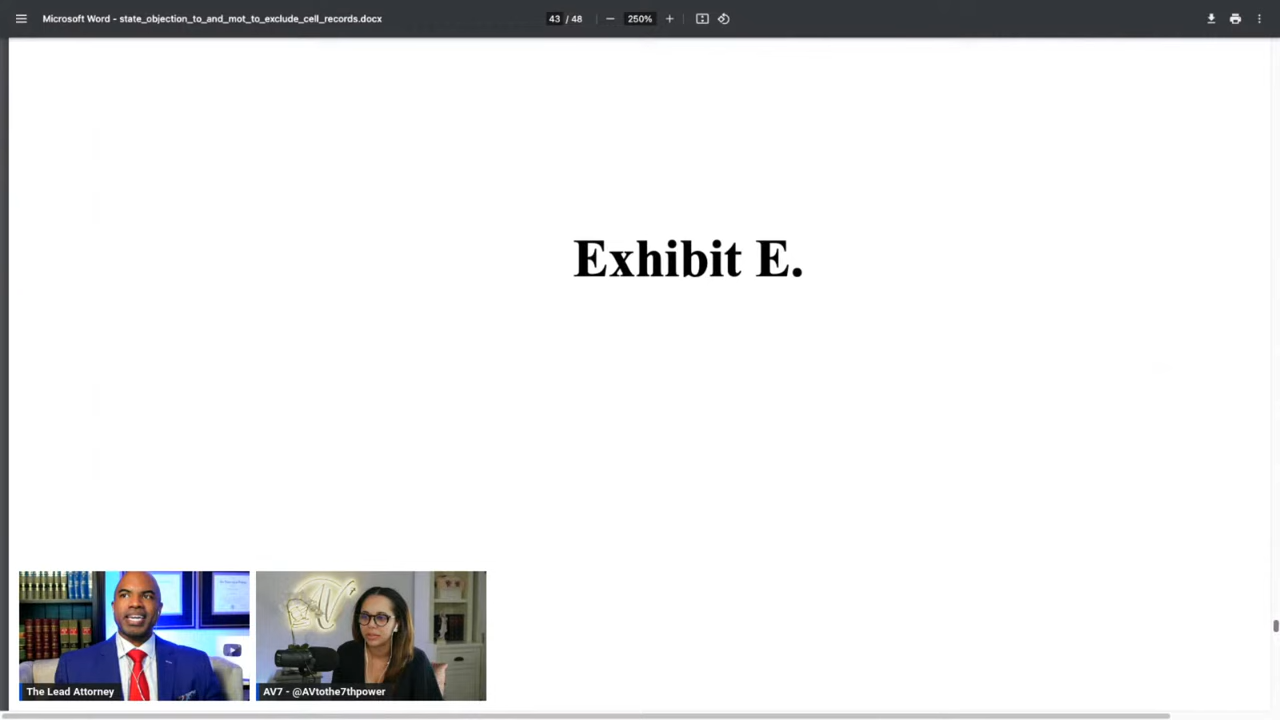 Microsoft Word - state_objection_to_and_mot_to_exclude_cell_records.docx
43 / 48
250%
Exhibit E.
The Lead Attorney
AV7 - @AVtothe7thpower